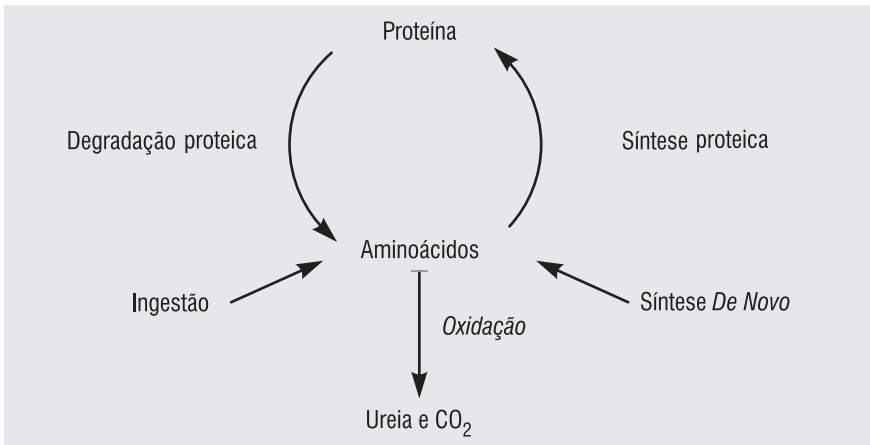 Proteína
Degradação proteica
Síntese proteica
Aminoácidos
Ingestão
Síntese De Novo
Oxidação
Ureia e CO₂